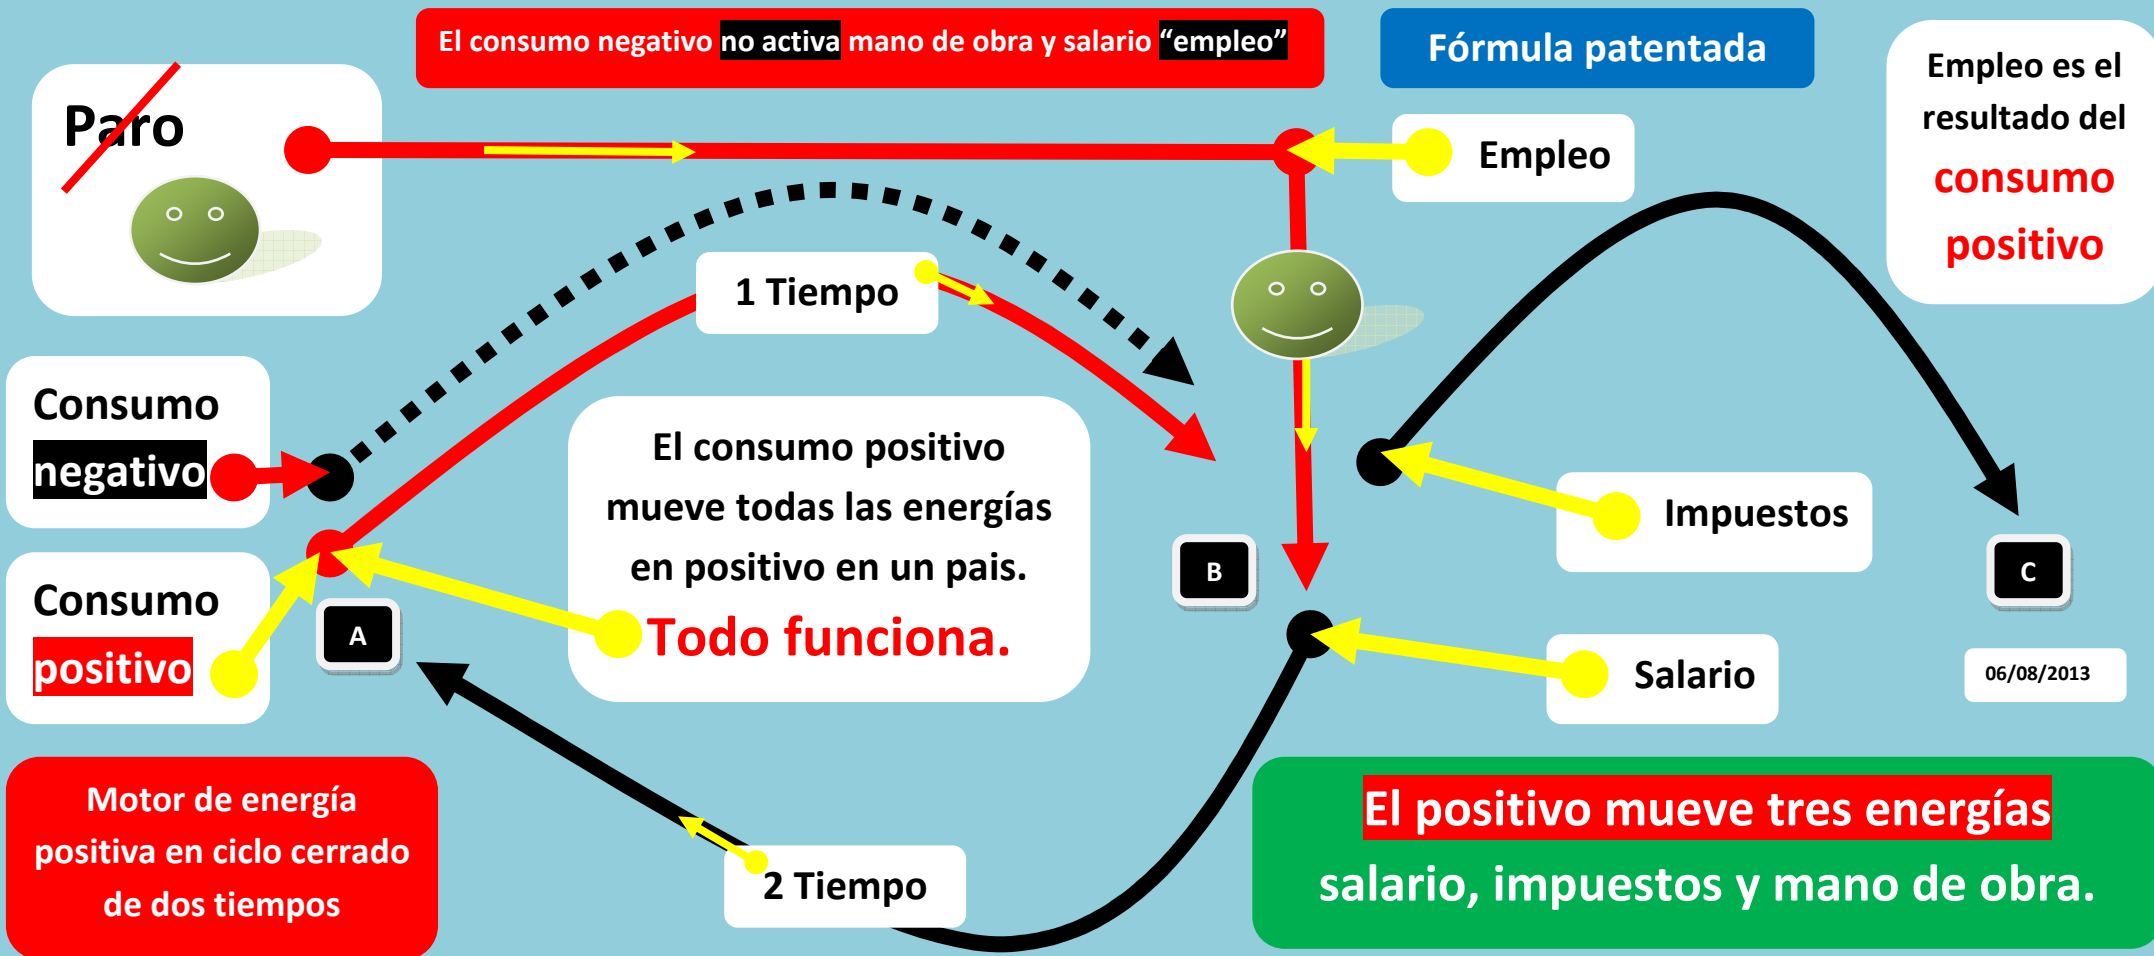 El consumo negativo no activa mano de obra y salario “empleo”
Fórmula patentada
Empleo es el
resultado del
consumo
positivo
Paro
Empleo
1 Tiempo
Consumo
negativo
El consumo positivo
mueve todas las energías
en positivo en un pais.
Todo funciona.
Impuestos
B
C
Consumo
positivo
A
Salario
06/08/2013
Motor de energía
positiva en ciclo cerrado
de dos tiempos
2 Tiempo
El positivo mueve tres energías
salario, impuestos y mano de obra.